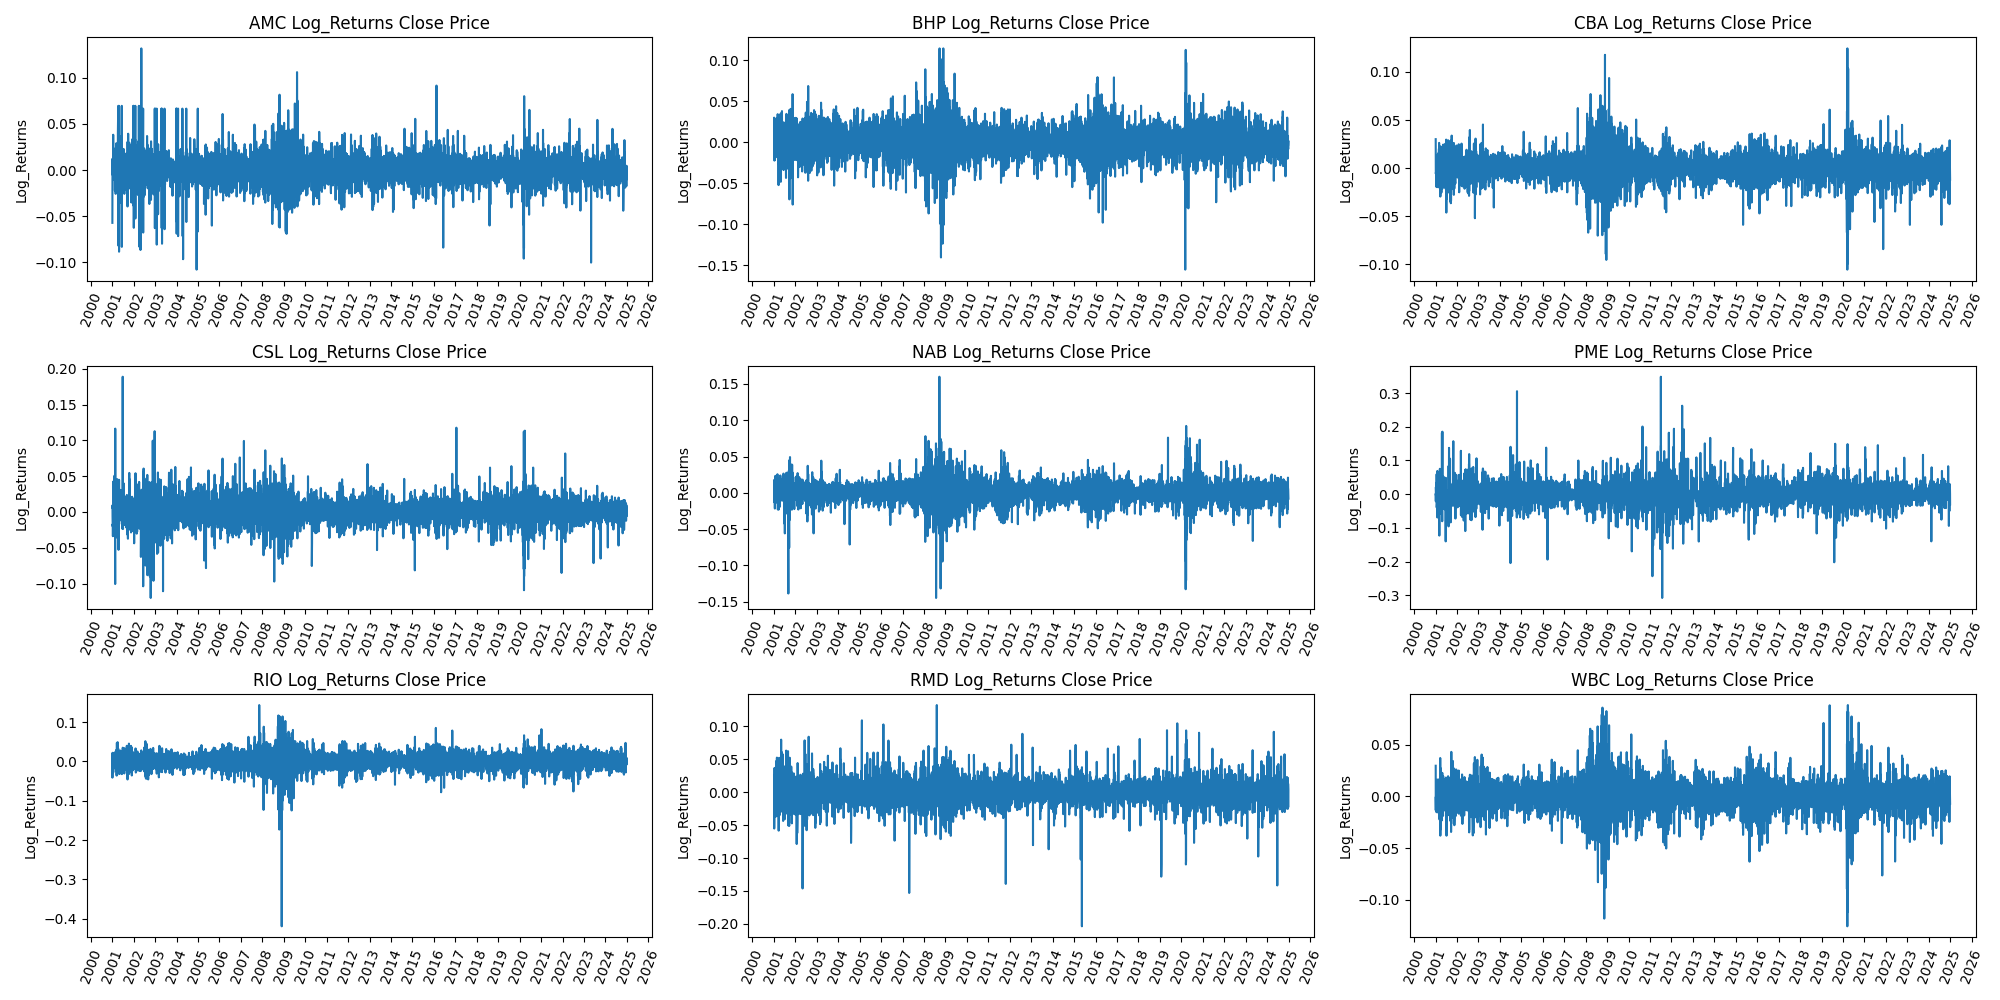 AMC Log_Returns Close Price
Log_Returns
0.10
0.05
0.00
−0.05
−0.10
2000 2001 2002 2003 2004 2005 2006 2007 2008 2009 2010 2011 2012 2013 2014 2015 2016 2017 2018 2019 2020 2021 2022 2023 2024 2025 2026
BHP Log_Returns Close Price
Log_Returns
0.10
0.05
0.00
−0.05
−0.10
−0.15
2000 2001 2002 2003 2004 2005 2006 2007 2008 2009 2010 2011 2012 2013 2014 2015 2016 2017 2018 2019 2020 2021 2022 2023 2024 2025 2026
CBA Log_Returns Close Price
Log_Returns
0.10
0.05
0.00
−0.05
−0.10
2000 2001 2002 2003 2004 2005 2006 2007 2008 2009 2010 2011 2012 2013 2014 2015 2016 2017 2018 2019 2020 2021 2022 2023 2024 2025 2026
CSL Log_Returns Close Price
Log_Returns
0.20
0.15
0.10
0.05
0.00
−0.05
−0.10
2000 2001 2002 2003 2004 2005 2006 2007 2008 2009 2010 2011 2012 2013 2014 2015 2016 2017 2018 2019 2020 2021 2022 2023 2024 2025 2026
NAB Log_Returns Close Price
Log_Returns
0.15
0.10
0.05
0.00
−0.05
−0.10
−0.15
2000 2001 2002 2003 2004 2005 2006 2007 2008 2009 2010 2011 2012 2013 2014 2015 2016 2017 2018 2019 2020 2021 2022 2023 2024 2025 2026
PME Log_Returns Close Price
Log_Returns
0.3
0.2
0.1
0.0
−0.1
−0.2
−0.3
2000 2001 2002 2003 2004 2005 2006 2007 2008 2009 2010 2011 2012 2013 2014 2015 2016 2017 2018 2019 2020 2021 2022 2023 2024 2025 2026
RIO Log_Returns Close Price
Log_Returns
0.1
0.0
−0.1
−0.2
−0.3
−0.4
2000 2001 2002 2003 2004 2005 2006 2007 2008 2009 2010 2011 2012 2013 2014 2015 2016 2017 2018 2019 2020 2021 2022 2023 2024 2025 2026
RMD Log_Returns Close Price
Log_Returns
0.10
0.05
0.00
−0.05
−0.10
−0.15
−0.20
2000 2001 2002 2003 2004 2005 2006 2007 2008 2009 2010 2011 2012 2013 2014 2015 2016 2017 2018 2019 2020 2021 2022 2023 2024 2025 2026
WBC Log_Returns Close Price
Log_Returns
0.05
0.00
−0.05
−0.10
2000 2001 2002 2003 2004 2005 2006 2007 2008 2009 2010 2011 2012 2013 2014 2015 2016 2017 2018 2019 2020 2021 2022 2023 2024 2025 2026